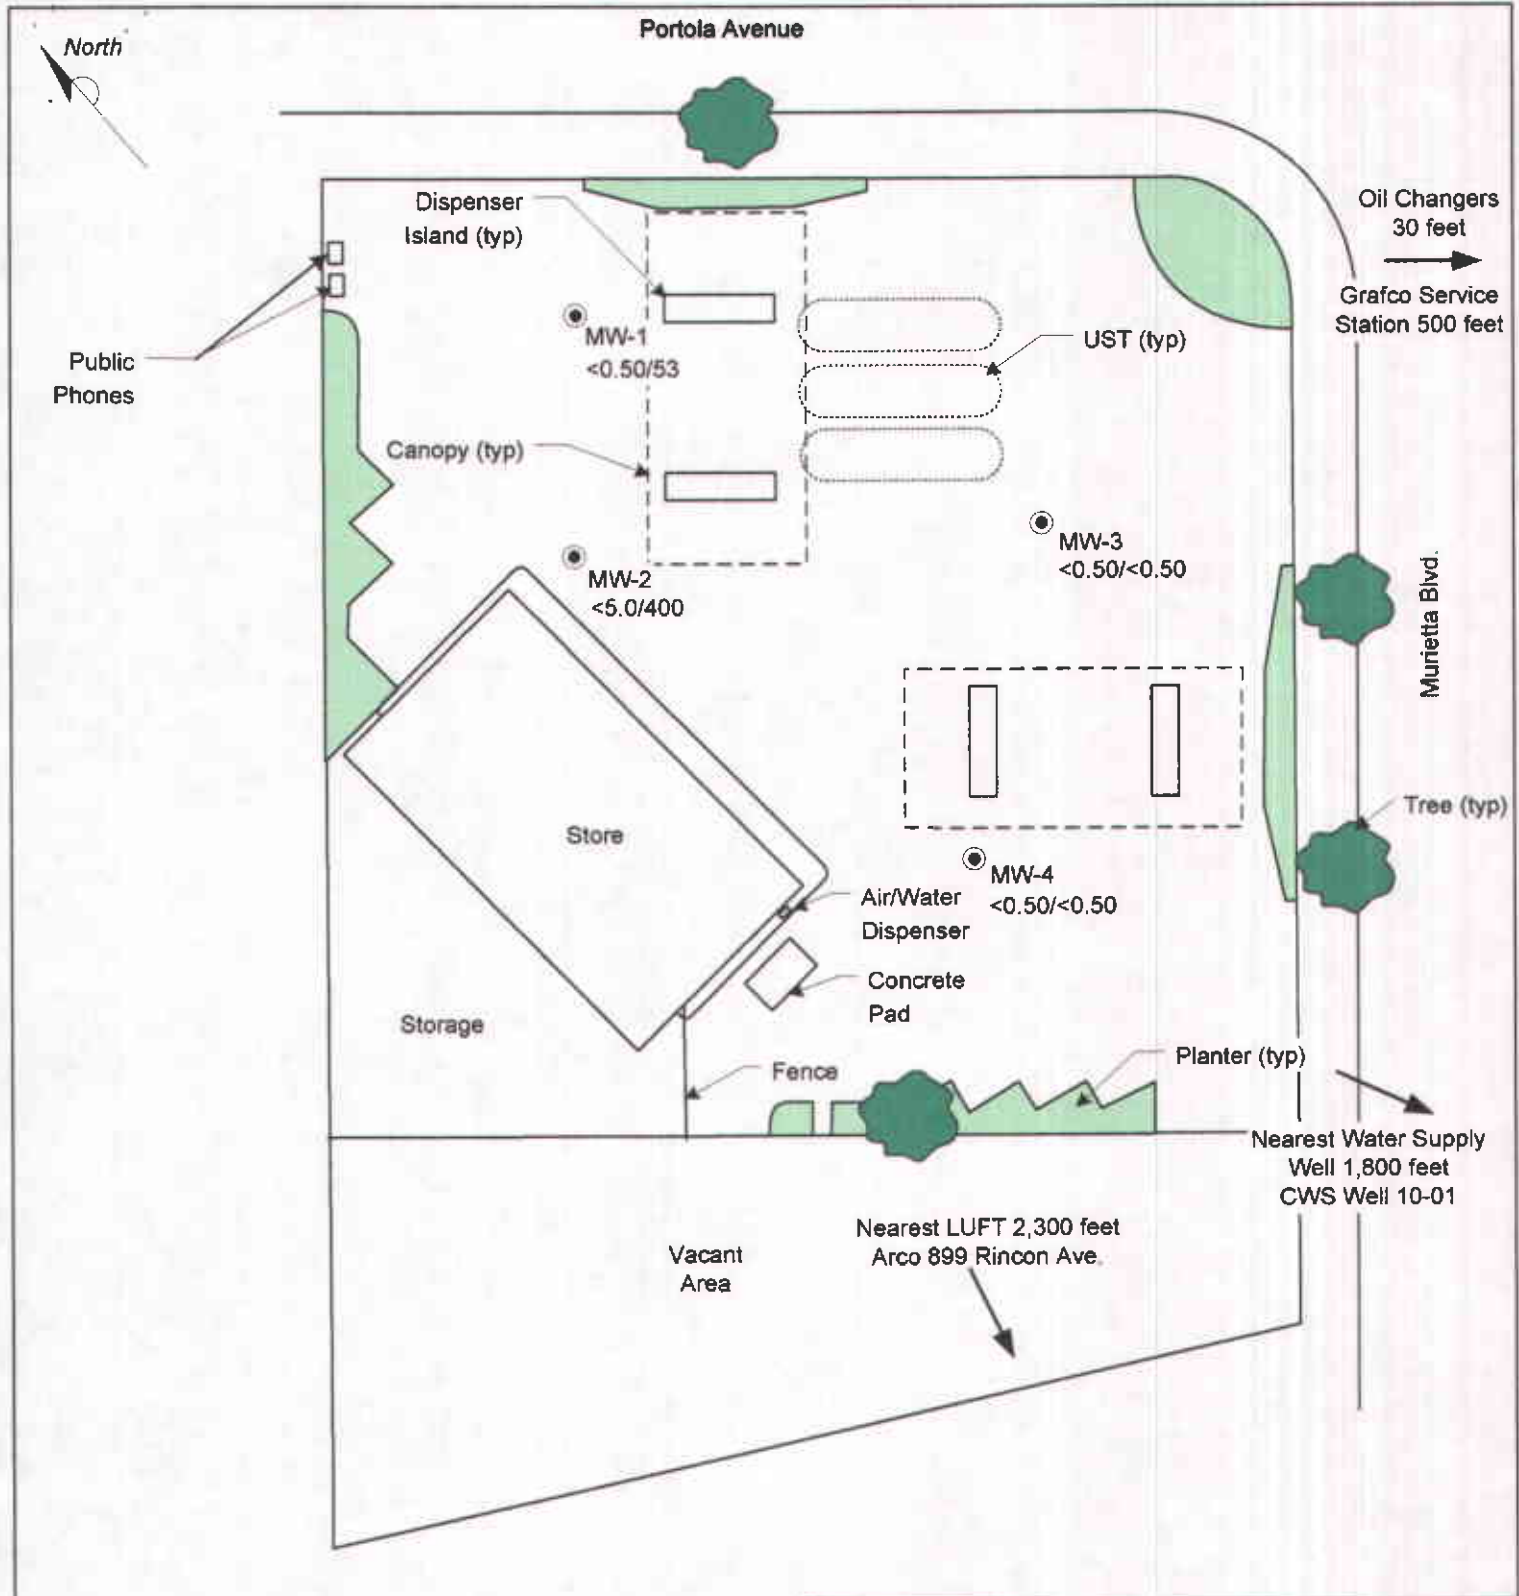 Portola Avenue
North
Dispenser
Island (typ)
Oil Changers
30 feet
Grafco Service
Station 500 feet
MW-1
<0.50/53
UST (typ)
Public
Phones
Canopy (typ)
MW-3
<0.50/<0.50
MW-2
<5.0/400
Murietta Blvd.
Tree (typ)
Store
MW-4
<0.50/<0.50
Air/Water
Dispenser
Concrete
Pad
Storage
Planter (typ)
Fence
Nearest Water Supply
Well 1,800 feet
CWS Well 10-01
Nearest LUFT 2,300 feet
Arco 899 Rincon Ave.
Vacant
Area